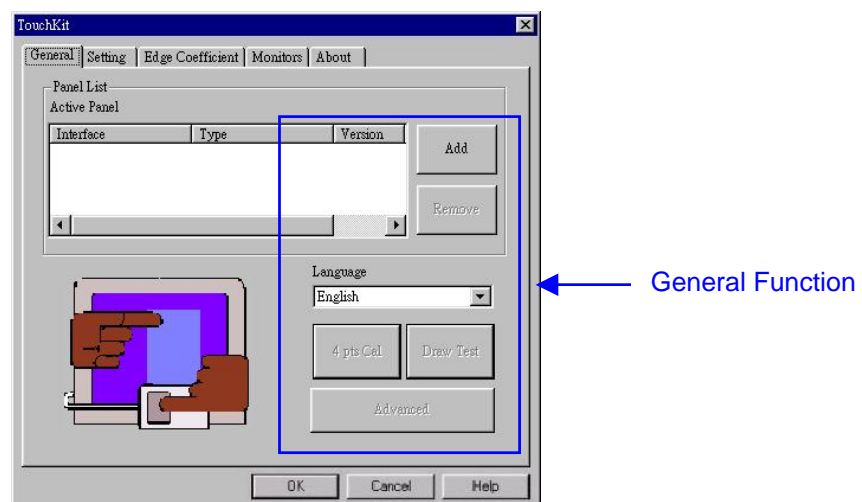 TouchKit
General Setting Edge Coefficient Monitors About
Panel List
Active Panel
Interface Type Version
Add
Remove
Language
English
General Function
4 pts Cal Draw Test
Advanced
OK Cancel Help